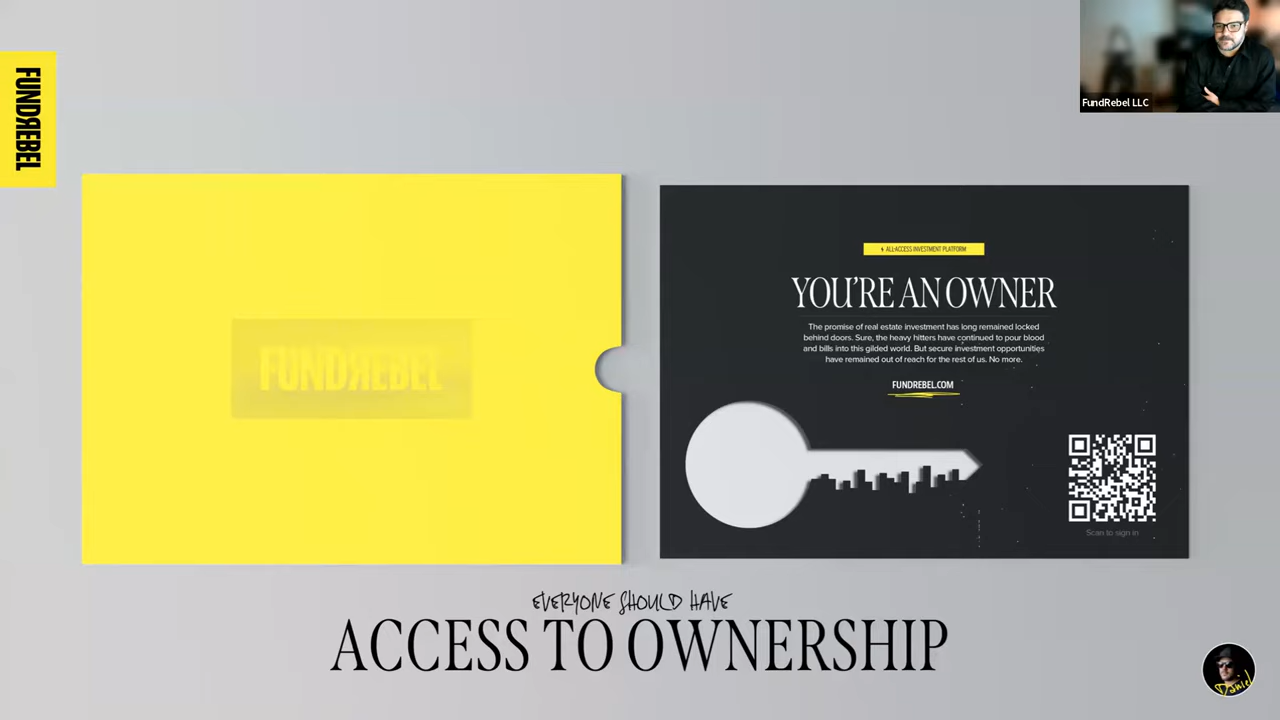 FundRebel LLC
FUNDЯEBEL
FUNDЯEBEL
ALL-ACCESS INVESTMENT PLATFORM
YOU'RE AN OWNER
The promise of real estate investment has long remained locked
behind doors. Sure, the heavy hitters have continued to pour blood
and bills into this gilded world. But secure investment opportunities
have remained out of reach for the rest of us. No more.
FUNDREBEL.COM
Scan to sign in
EVERYONE SHOULD HAVE
ACCESS TO OWNERSHIP
Daniel